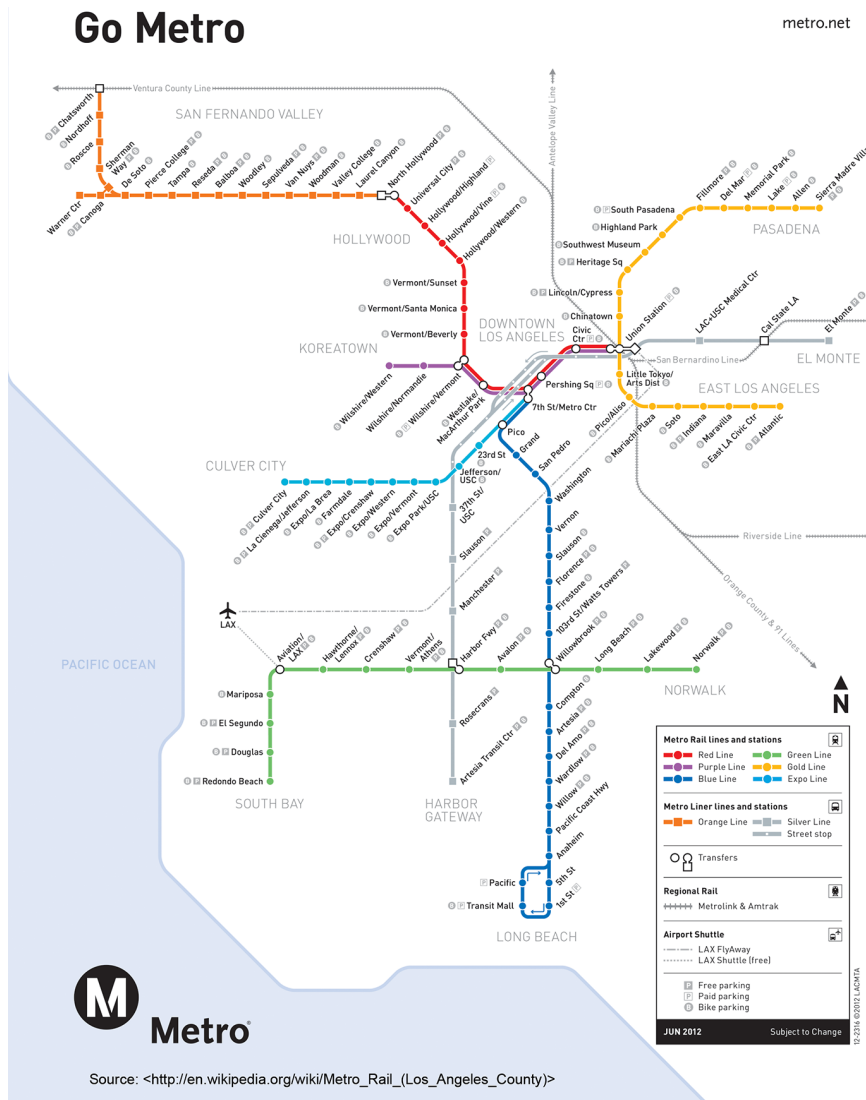 Go Metro
metro.net
Ventura County Line
Antelope Valley Line
SAN FERNANDO VALLEY
Chatsworth
Nordhoff
Roscoe
Sherman
Way
Warner Ctr
Canoga
De Soto
Pierce College
Tampa
Reseda
Balboa
Woodley
Sepulveda
Van Nuys
Woodman
Valley College
Laurel Canyon
North Hollywood
Universal City
Hollywood/Highland
Hollywood/Vine
Hollywood/Western
HOLLYWOOD
Vermont/Sunset
Vermont/Santa Monica
Vermont/Beverly
KOREATOWN
Wilshire/Western
Wilshire/Normandie
Wilshire/Vermont
Westlake/
MacArthur Park
DOWNTOWN
LOS ANGELES
Civic
Ctr
Pershing Sq
7th St/Metro Ctr
Union Station
Fillmore
Del Mar
Memorial Park
Lake
Allen
Sierra Madre Vill
South Pasadena
Highland Park
Southwest Museum
Heritage Sq
Lincoln/Cypress
Chinatown
PASADENA
LAC+USC Medical Ctr
Cal State LA
El Monte
San Bernardino Line
EL MONTE
Little Tokyo/
Arts Dist
EAST LOS ANGELES
Pico/Aliso
Mariachi Plaza
Soto
Indiana
Maravilla
East LA Civic Ctr
Atlantic
CULVER CITY
Culver City
La Cienega/Jefferson
Expo/La Brea
Farmdale
Expo/Crenshaw
Expo/Western
Expo/Vermont
Expo Park/USC
Jefferson/
USC
23rd St
Pico
Grand
San Pedro
Washington
Vernon
Slauson
Florence
Firestone
103rd St/Watts Towers
Willowbrook
37th St/
USC
Slauson
Manchester
Harbor Fwy
Riverside Line
Orange County & 91 Lines
LAX
PACIFIC OCEAN
Aviation/
LAX
Hawthorne/
Lennox
Crenshaw
Vermont/
Athens
Avalon
Long Beach
Lakewood
Norwalk
NORWALK
Mariposa
El Segundo
Douglas
Redondo Beach
SOUTH BAY
Rosecrans
Artesia Transit Ctr
HARBOR
GATEWAY
Compton
Artesia
Del Amo
Wardlow
Willow
Pacific Coast Hwy
Anaheim
5th St
1st St
Pacific
Transit Mall
LONG BEACH
N
Metro Rail lines and stations
Red Line
Green Line
Purple Line
Gold Line
Blue Line
Expo Line
Metro Liner lines and stations
Orange Line
Silver Line
Street stop
Transfers
Regional Rail
Metrolink & Amtrak
Airport Shuttle
LAX FlyAway
LAX Shuttle (free)
P Free parking
P Paid parking
B Bike parking
JUN 2012
Subject to Change
12-2316 ©2012 LACMTA
M
Metro
Source: <http://en.wikipedia.org/wiki/Metro_Rail_(Los_Angeles_County)>